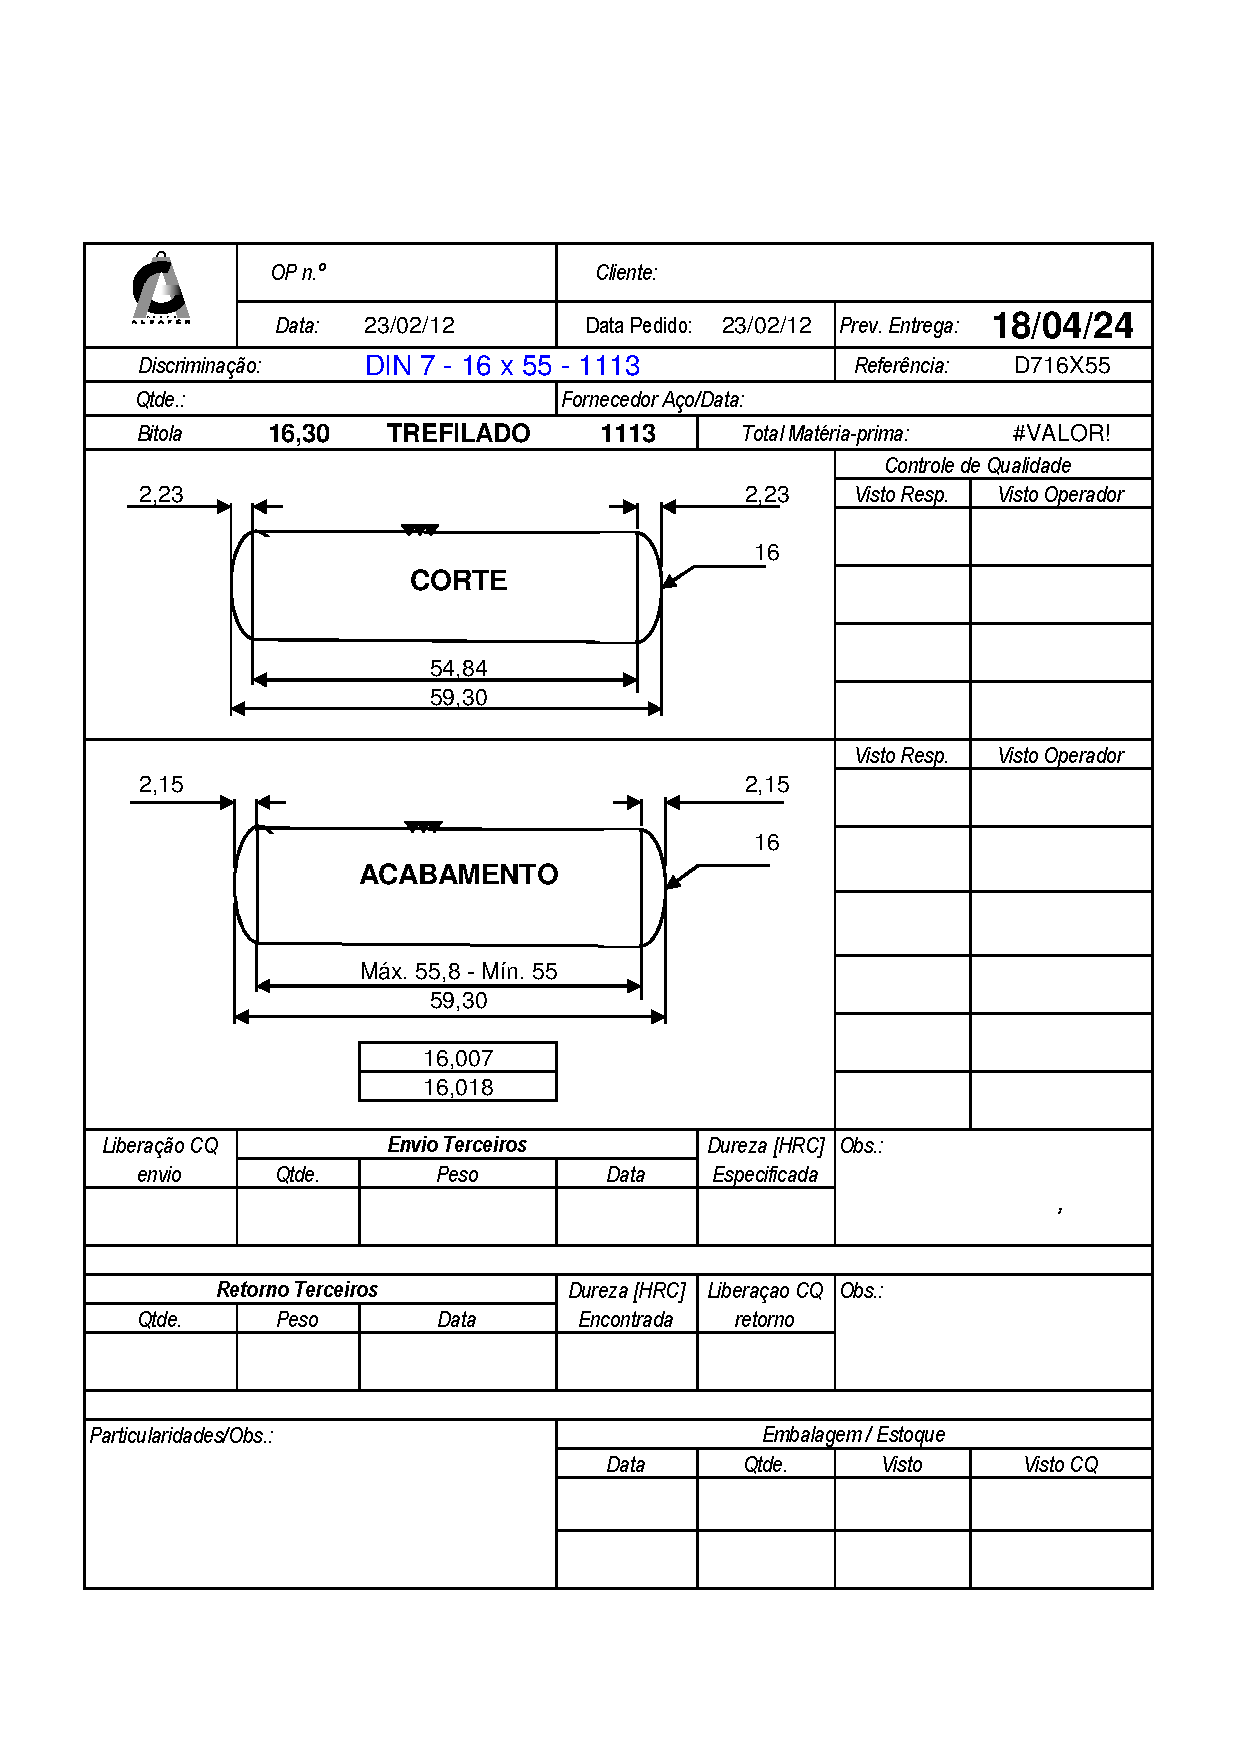 ALPAFER
OP n.º
Cliente:
Data: 23/02/12 Data Pedido: 23/02/12 Prev. Entrega: 18/04/24
Discriminação: DIN 7 - 16 x 55 - 1113 Referência: D716X55
Qtde.: Fornecedor Aço/Data:
Bitola 16,30 TREFILADO 1113 Total Matéria-prima: #VALOR!
Controle de Qualidade
2,23 2,23 Visto Resp. Visto Operador
16
CORTE
54,84
59,30
Visto Resp. Visto Operador
2,15 2,15
16
ACABAMENTO
Máx. 55,8 - Mín. 55
59,30
16,007
16,018
Liberação CQ Envio Terceiros Dureza [HRC] Obs.:
envio Qtde. Peso Data Especificada
,
Retorno Terceiros Dureza [HRC] Liberaçao CQ Obs.:
Qtde. Peso Data Encontrada retorno
Particularidades/Obs.: Embalagem / Estoque
Data Qtde. Visto Visto CQ